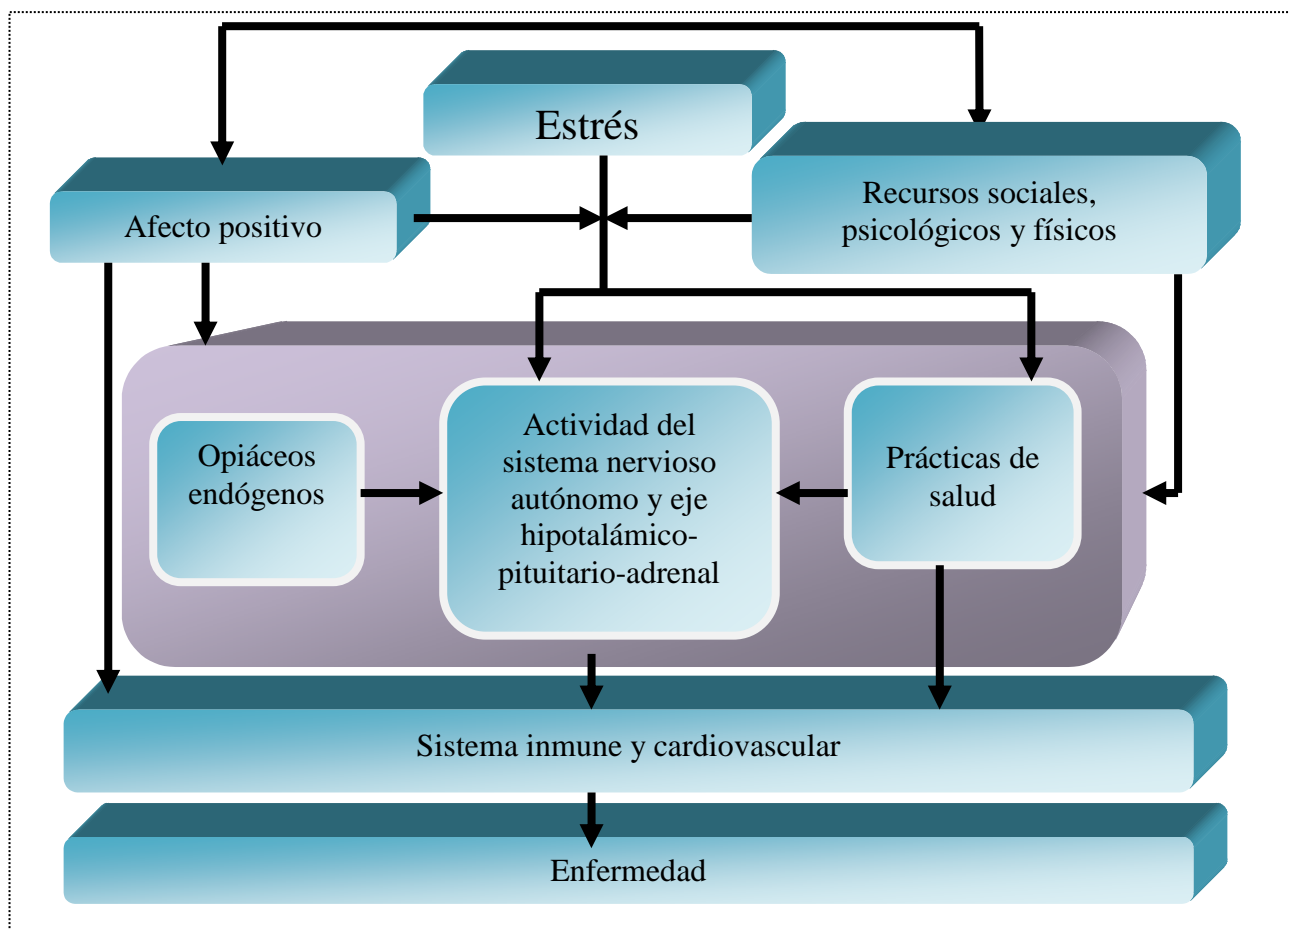 Estrés
Afecto positivo
Recursos sociales,
psicológicos y físicos
Opiáceos
endógenos
Actividad del
sistema nervioso
autónomo y eje
hipotalámico-
pituitario-adrenal
Prácticas de
salud
Sistema inmune y cardiovascular
Enfermedad